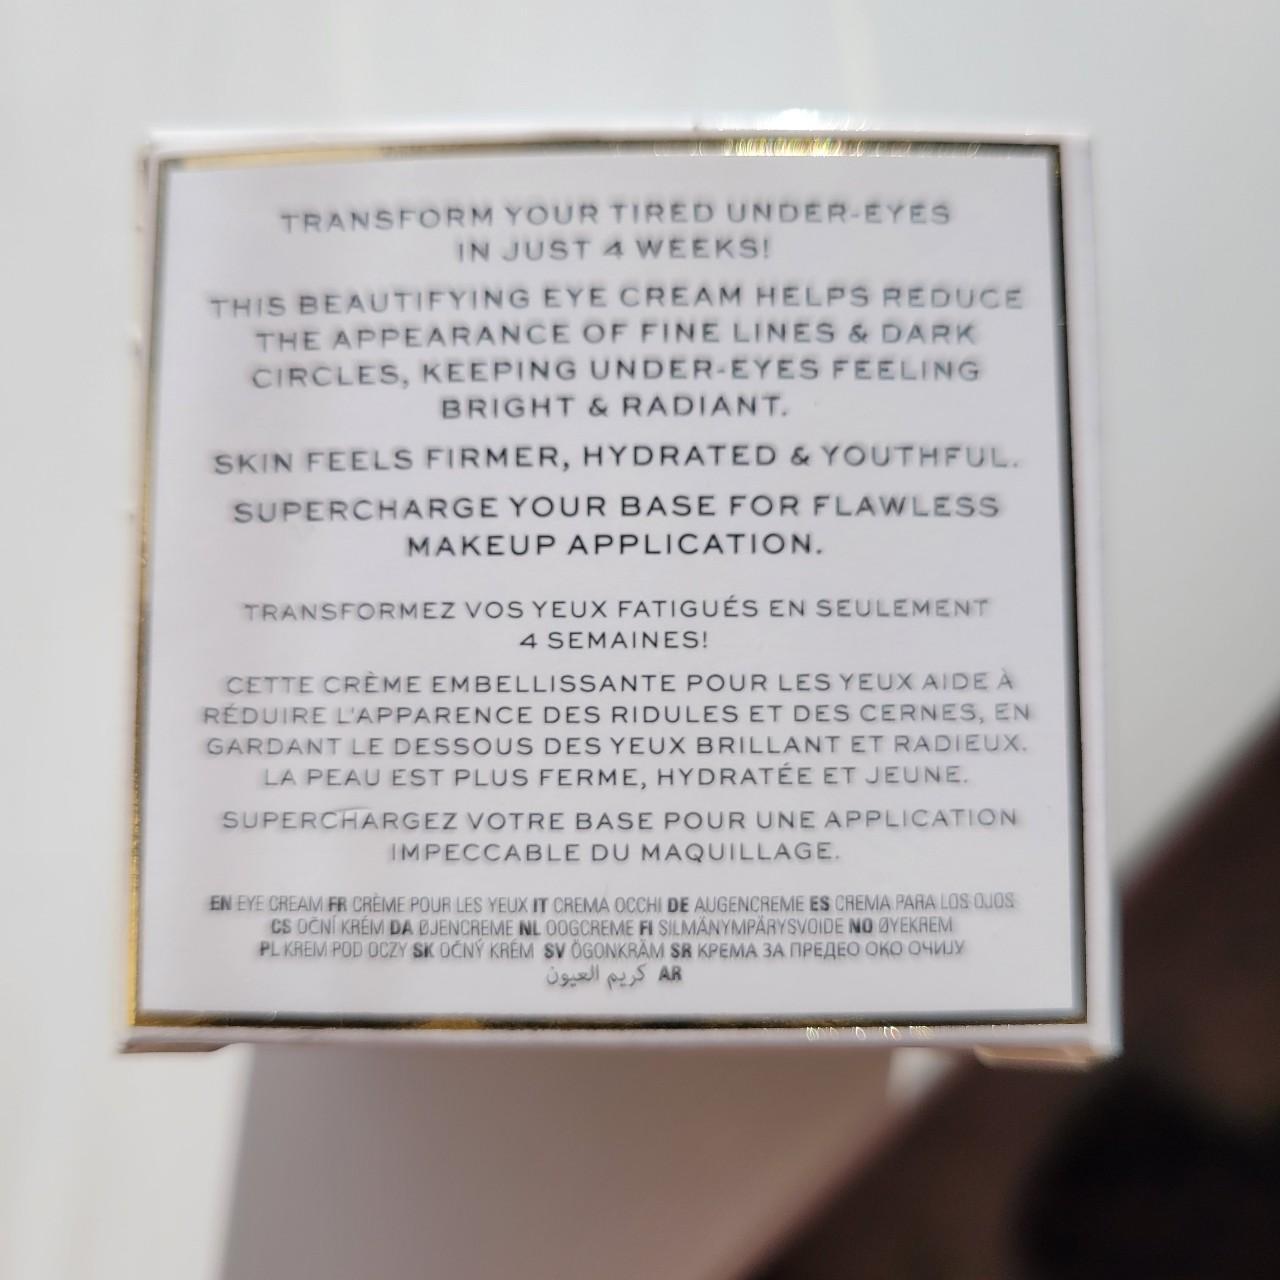 TRANSFORM YOUR TIRED UNDER-EYES
IN JUST 4 WEEKS!
THIS BEAUTIFYING EYE CREAM HELPS REDUCE
THE APPEARANCE OF FINE LINES & DARK
CIRCLES, KEEPING UNDER-EYES FEELING
BRIGHT & RADIANT.
SKIN FEELS FIRMER, HYDRATED & YOUTHFUL.
SUPERCHARGE YOUR BASE FOR FLAWLESS
MAKEUP APPLICATION.
TRANSFORMEZ VOS YEUX FATIGUÉS EN SEULEMENT
4 SEMAINES!
CETTE CRÈME EMBELLISSANTE POUR LES YEUX AIDE À
RÉDUIRE L'APPARENCE DES RIDULES ET DES CERNES, EN
GARDANT LE DESSOUS DES YEUX BRILLANT ET RADIEUX.
LA PEAU EST PLUS FERME, HYDRATÉE ET JEUNE.
SUPERCHARGEZ VOTRE BASE POUR UNE APPLICATION
IMPECCABLE DU MAQUILLAGE.
EN EYE CREAM FR CRÈME POUR LES YEUX IT CREMA OCCHI DE AUGENCREME ES CREMA PARA LOS OJOS
CS OČNÍ KRÉM DA ØJENCREME NL OOGCREME FI SILMÄNYMPÄRYSVOIDE NO ØYEKREM
PL KREM POD OCZY SK OČNÝ KRÉM SV ÖGONKRÄM SR КРЕМА ЗА ПРЕДЕО ОКО ОЧИЈУ
AR كريم العيون